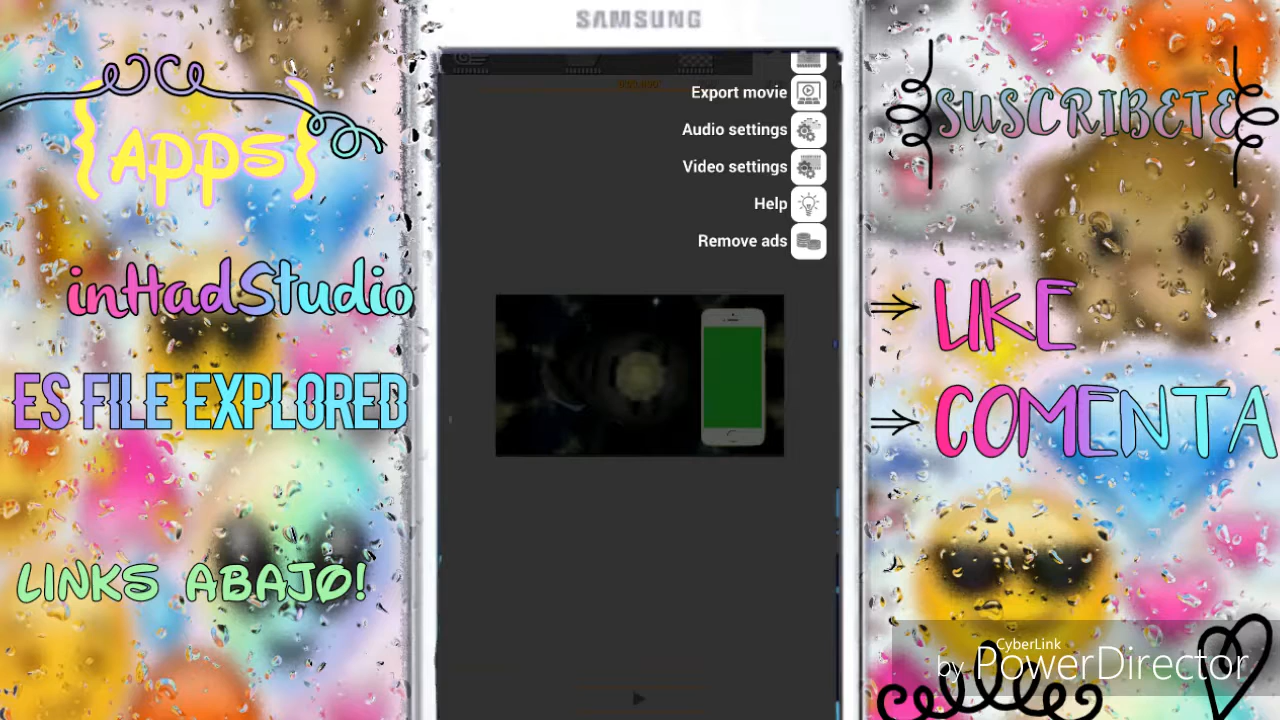 SAMSUNG
Export movie
Audio settings
Video settings
Help
Remove ads
{APPS}
inHadStudio
ES FILE EXPLORED
LINKS ABAJO!
SUSCRIBETE
LIKE
COMENTA
CyberLink
by PowerDirector